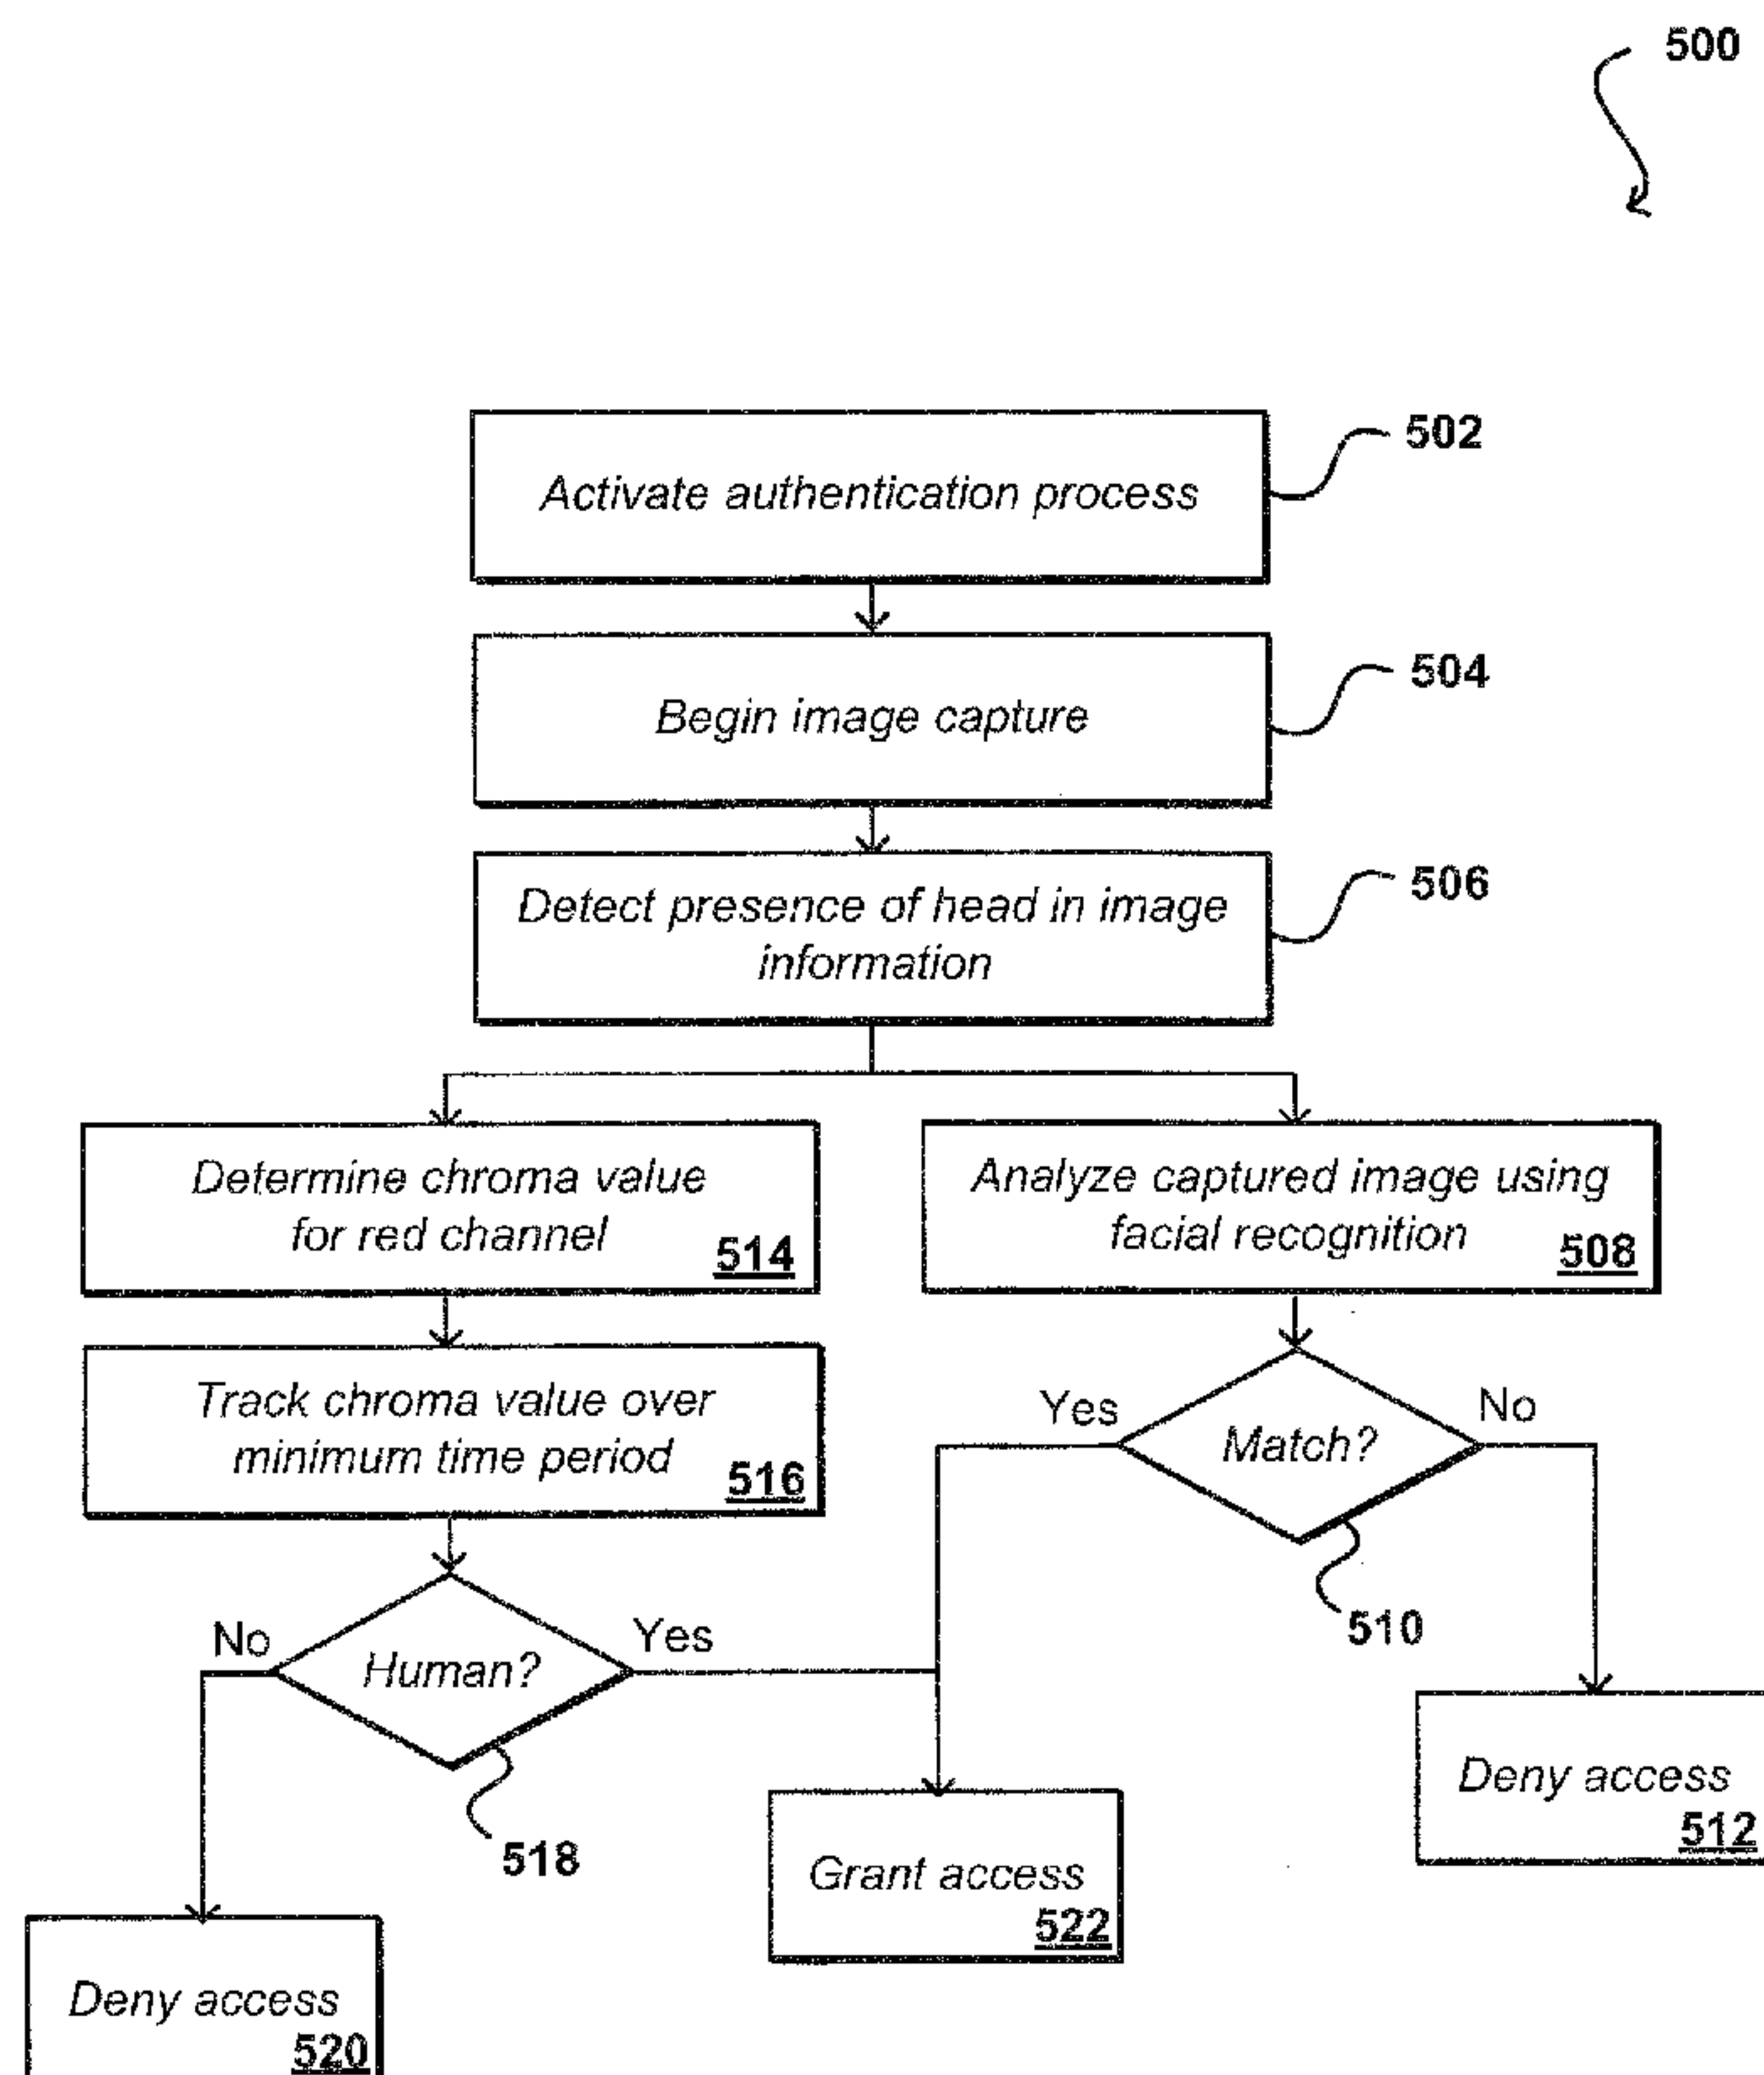 500
Activate authentication process
502
Begin image capture
504
Detect presence of head in image
information
506
Determine chroma value
for red channel
514
Analyze captured image using
facial recognition
508
Track chroma value over
minimum time period
516
Yes
Match?
No
510
No
Human?
Yes
518
Deny access
512
Grant access
522
Deny access
520